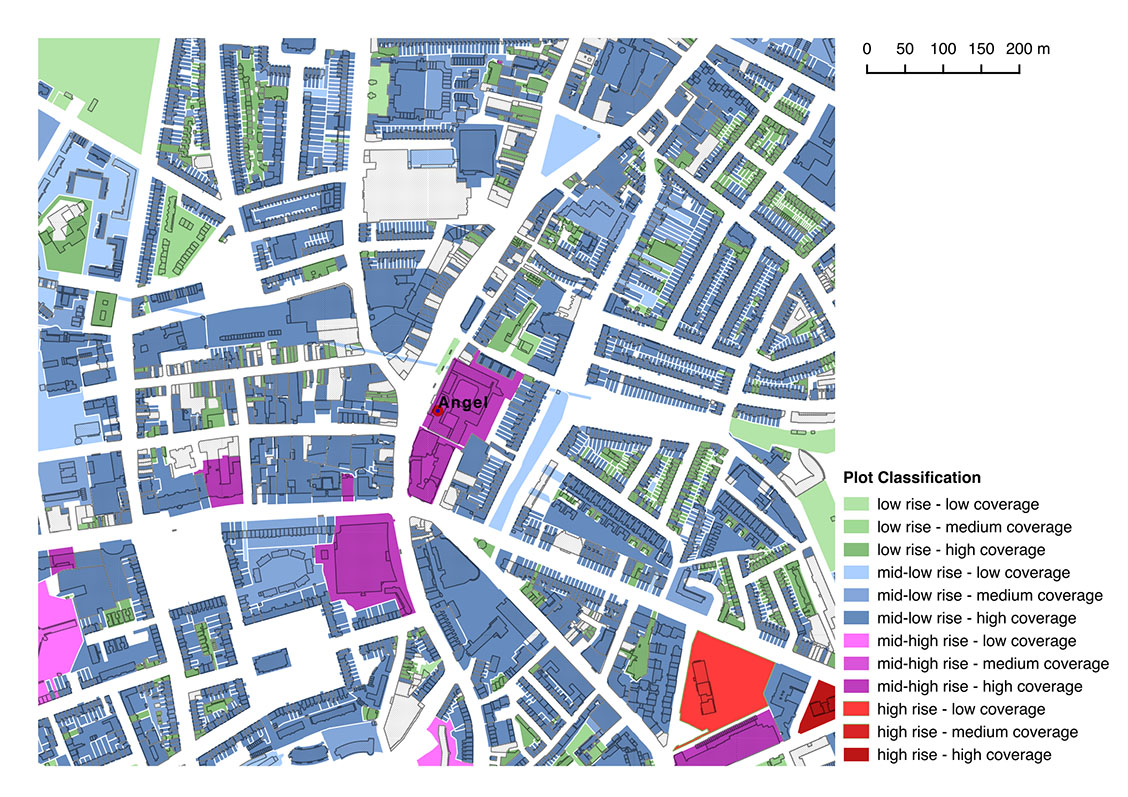 0 50 100 150 200 m
Angel
Plot Classification
low rise - low coverage
low rise - medium coverage
low rise - high coverage
mid-low rise - low coverage
mid-low rise - medium coverage
mid-low rise - high coverage
mid-high rise - low coverage
mid-high rise - medium coverage
mid-high rise - high coverage
high rise - low coverage
high rise - medium coverage
high rise - high coverage